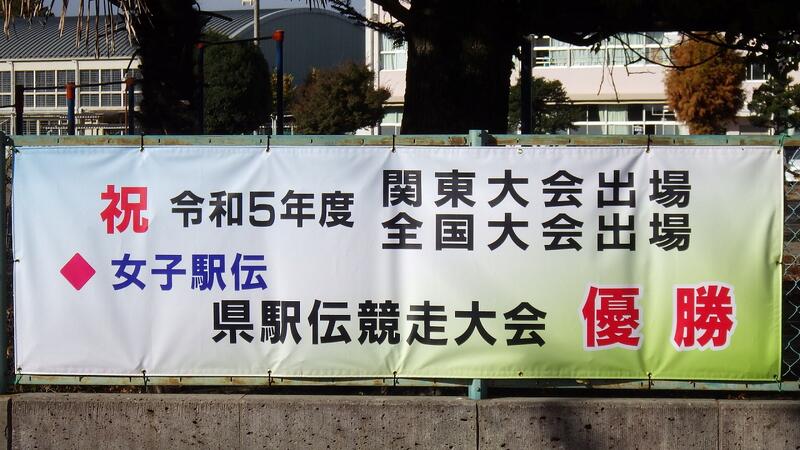 祝 令和5年度 関東大会出場
全国大会出場
◆女子駅伝
県駅伝競走大会 優勝